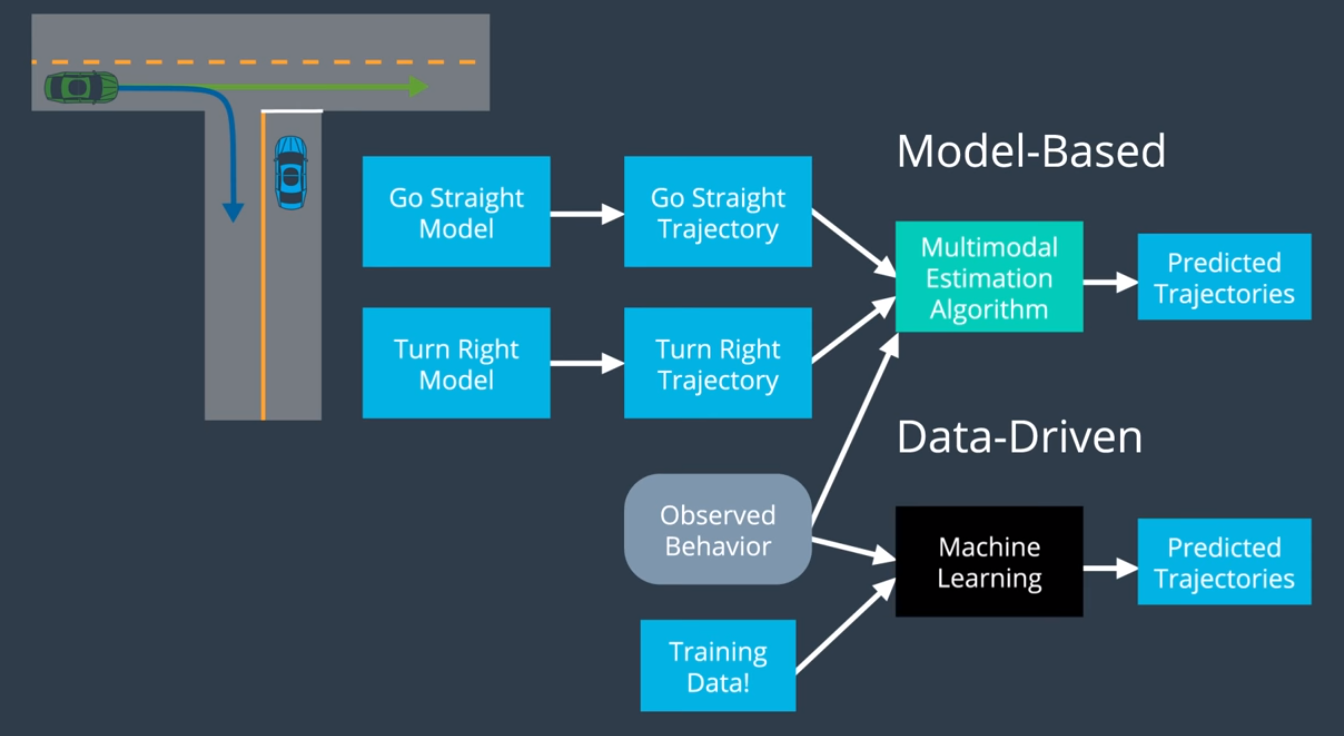 Model-Based
Go Straight
Model
Go Straight
Trajectory
Multimodal
Estimation
Algorithm
Predicted
Trajectories
Turn Right
Model
Turn Right
Trajectory
Data-Driven
Observed
Behavior
Machine
Learning
Predicted
Trajectories
Training
Data!